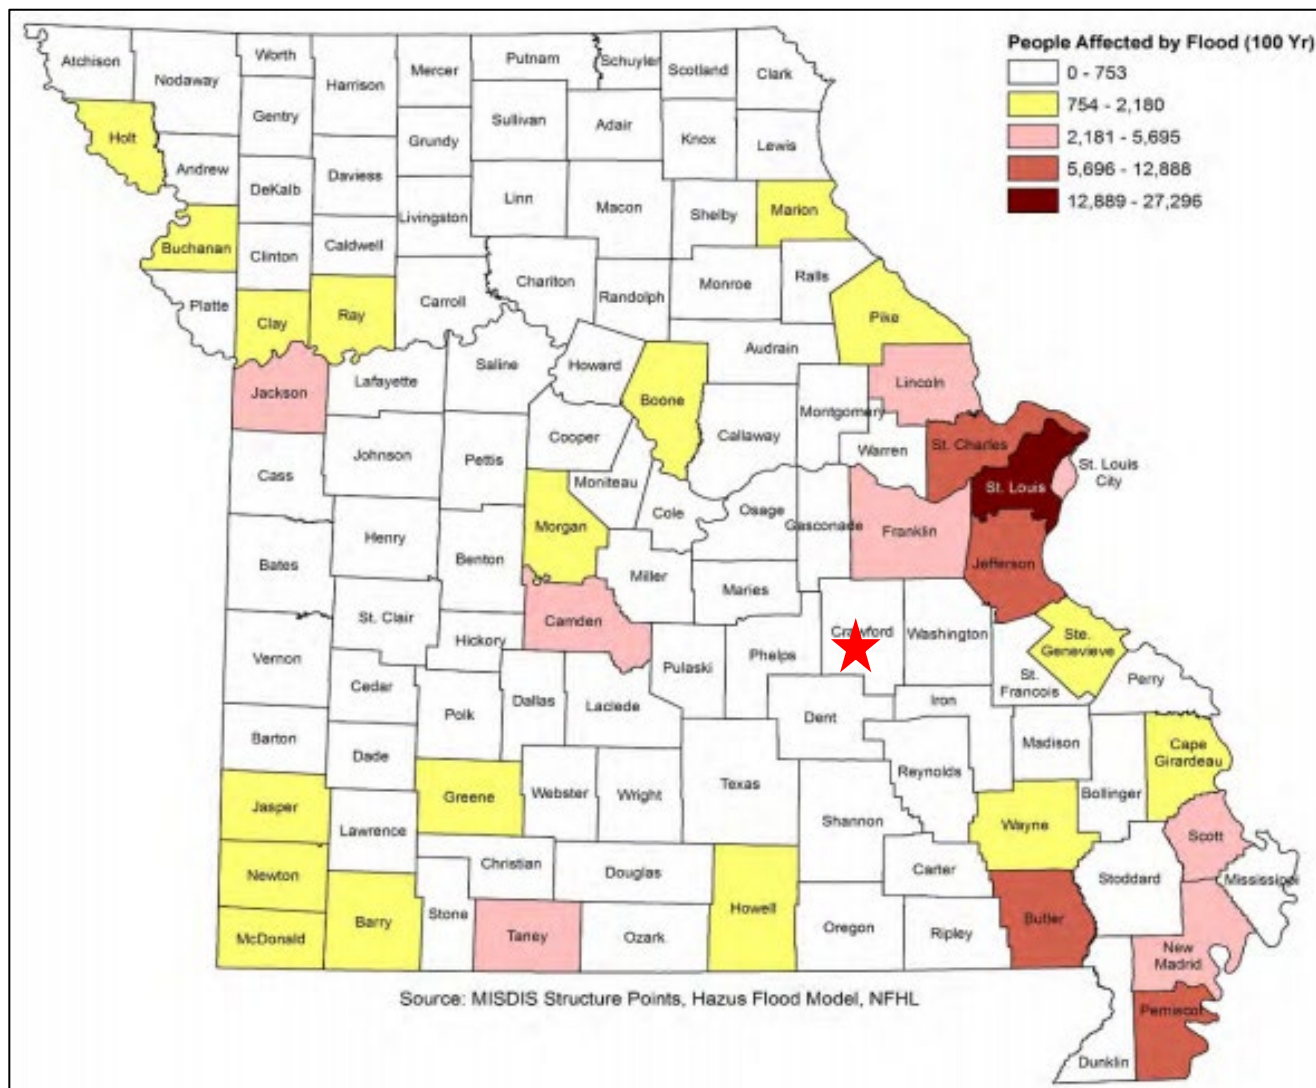 People Affected by Flood (100 Yr)
0 - 753
754 - 2,180
2,181 - 5,695
5,696 - 12,888
12,889 - 27,296
Atchison
Nodaway
Worth
Harrison
Mercer
Putnam
Schuyler
Scotland
Clark
Gentry
Sullivan
Adair
Knox
Lewis
Holt
Andrew
DeKalb
Daviess
Grundy
Linn
Macon
Shelby
Marion
Livingston
Buchanan
Clinton
Caldwell
Chariton
Randolph
Monroe
Ralls
Platte
Clay
Ray
Carroll
Pike
Audrain
Saline
Howard
Jackson
Lafayette
Boone
Lincoln
Montgomery
Callaway
Cooper
Warren
St. Charles
Cass
Johnson
Pettis
Moniteau
St. Louis
St. Louis
City
Cole
Osage
Gasconade
Franklin
Morgan
Bates
Henry
Benton
Miller
Maries
Jefferson
St. Clair
Camden
Hickory
Vernon
Pulaski
Phelps
Crawford
Washington
Ste.
Genevieve
St.
Francois
Perry
Cedar
Polk
Dallas
Laclede
Dent
Iron
Barton
Dade
Madison
Cape
Girardeau
Texas
Reynolds
Bollinger
Jasper
Greene
Webster
Wright
Lawrence
Shannon
Wayne
Scott
Christian
Douglas
Carter
Stoddard
Mississippi
Newton
Barry
Stone
Taney
Ozark
Howell
Oregon
Ripley
Butler
McDonald
New
Madrid
Pemiscot
Dunklin
Source: MISDIS Structure Points, Hazus Flood Model, NFHL